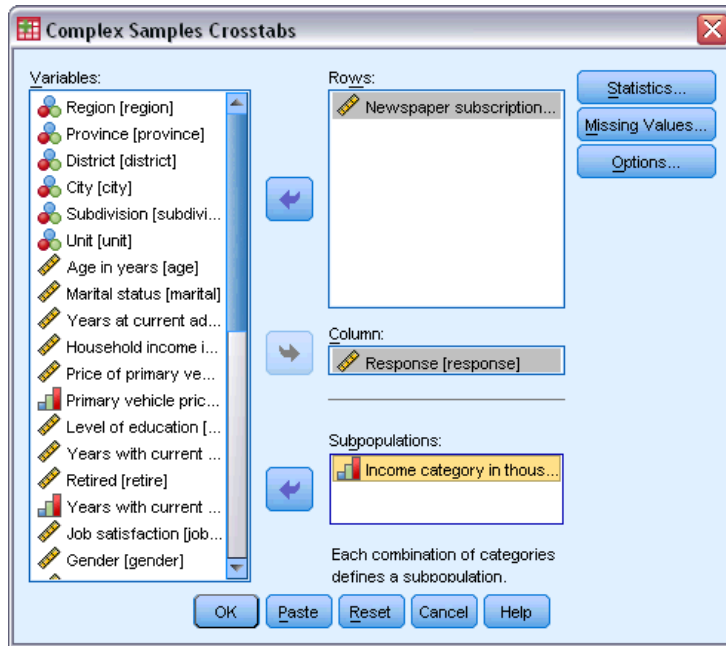 Complex Samples Crosstabs
Variables:
Region [region]
Province [province]
District [district]
City [city]
Subdivision [subdivi...
Unit [unit]
Age in years [age]
Marital status [marital]
Years at current ad...
Household income i...
Price of primary ve...
Primary vehicle pric...
Level of education [...
Years with current ...
Retired [retire]
Years with current ...
Job satisfaction [job...
Gender [gender]
Rows:
Newspaper subscription...
Column:
Response [response]
Subpopulations:
Income category in thous...
Each combination of categories
defines a subpopulation.
Statistics...
Missing Values...
Options...
OK
Paste
Reset
Cancel
Help